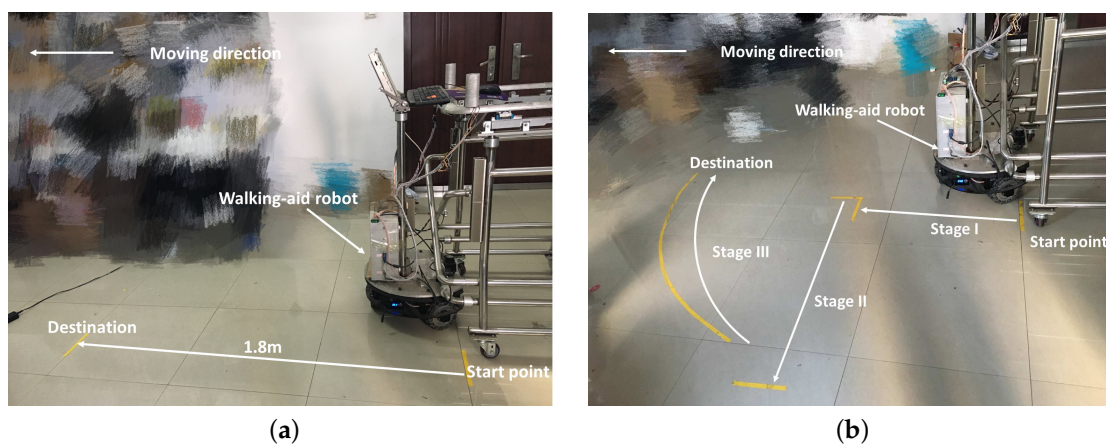 Moving direction
Walking-aid robot
Destination
1.8m
Start point
(a)
Moving direction
Walking-aid robot
Destination
Stage I
Start point
Stage III
Stage II
(b)